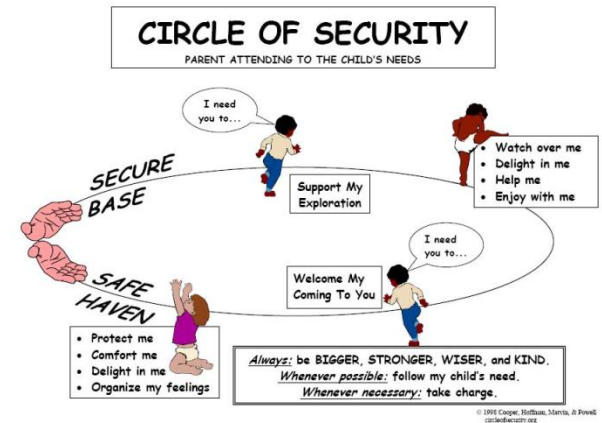 CIRCLE OF SECURITY
PARENT ATTENDING TO THE CHILD'S NEEDS
I need
you to...
SECURE
BASE
Support My
Exploration
• Watch over me
• Delight in me
• Help me
• Enjoy with me
I need
you to...
Welcome My
Coming To You
SAFE
HAVEN
• Protect me
• Comfort me
• Delight in me
• Organize my feelings
Always: be BIGGER, STRONGER, WISER, and KIND.
Whenever possible: follow my child's need.
Whenever necessary: take charge.
© 1998 Cooper, Hoffman, Marvin, & Powell
circleofsecurity.org